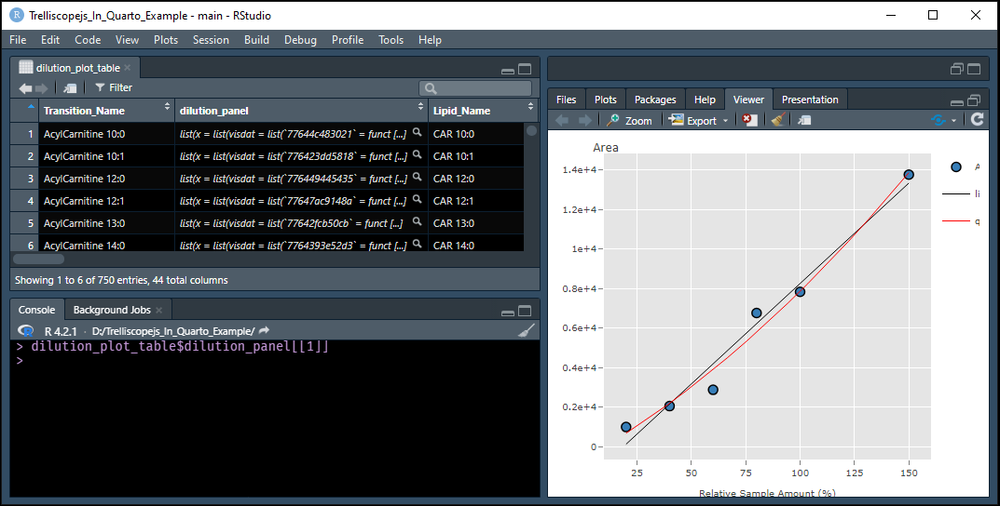 Trelliscopejs_In_Quarto_Example - main - RStudio
File Edit Code View Plots Session Build Debug Profile Tools Help
dilution_plot_table
Filter
Transition_Name dilution_panel Lipid_Name
1 AcylCarnitine 10:0 list(x = list(visdat = list(`77644c483021` = funct [...] CAR 10:0
2 AcylCarnitine 10:1 list(x = list(visdat = list(`776423dd5818` = funct [...] CAR 10:1
3 AcylCarnitine 12:0 list(x = list(visdat = list(`776449445435` = funct [...] CAR 12:0
4 AcylCarnitine 12:1 list(x = list(visdat = list(`77647ac9148a` = funct [...] CAR 12:1
5 AcylCarnitine 13:0 list(x = list(visdat = list(`77642fcb50cb` = funct [...] CAR 13:0
6 AcylCarnitine 14:0 list(x = list(visdat = list(`7764393e52d3` = funct [...] CAR 14:0
Showing 1 to 6 of 750 entries, 44 total columns
Console Background Jobs
R 4.2.1 · D:/Trelliscopejs_In_Quarto_Example/
> dilution_plot_table$dilution_panel[[1]]
>
Files Plots Packages Help Viewer Presentation
Zoom Export
Area
1.4e+4
1.2e+4
1e+4
0.8e+4
0.6e+4
0.4e+4
0.2e+4
0
25 50 75 100 125 150
Relative Sample Amount (%)
li
q